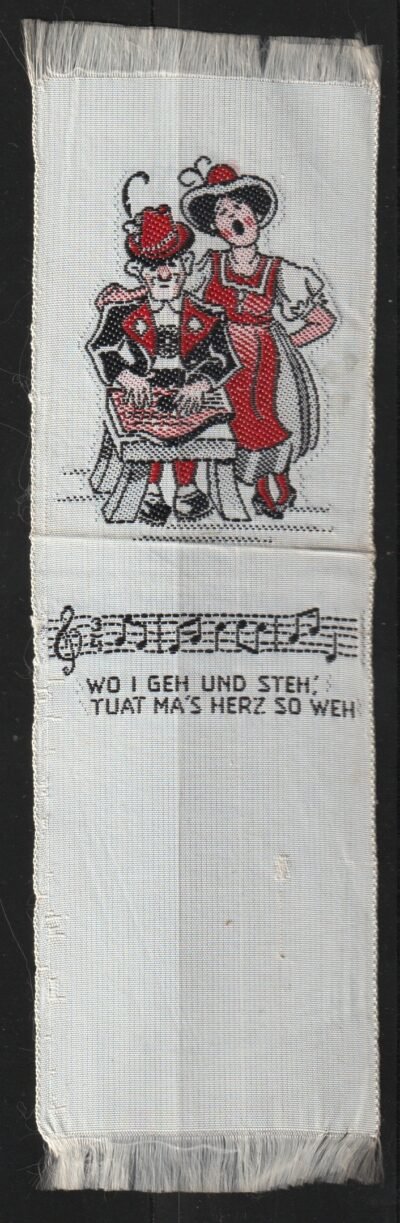 WO I GEH UND STEH,'
TUAT MA'S HERZ SO WEH